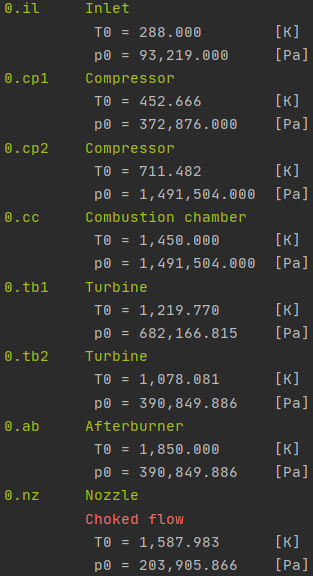 0.il Inlet
T0 = 288.000 [K]
p0 = 93,219.000 [Pa]
0.cp1 Compressor
T0 = 452.666 [K]
p0 = 372,876.000 [Pa]
0.cp2 Compressor
T0 = 711.482 [K]
p0 = 1,491,504.000 [Pa]
0.cc Combustion chamber
T0 = 1,450.000 [K]
p0 = 1,491,504.000 [Pa]
0.tb1 Turbine
T0 = 1,219.770 [K]
p0 = 682,166.815 [Pa]
0.tb2 Turbine
T0 = 1,078.081 [K]
p0 = 390,849.886 [Pa]
0.ab Afterburner
T0 = 1,850.000 [K]
p0 = 390,849.886 [Pa]
0.nz Nozzle
Choked flow
T0 = 1,587.983 [K]
p0 = 203,905.866 [Pa]